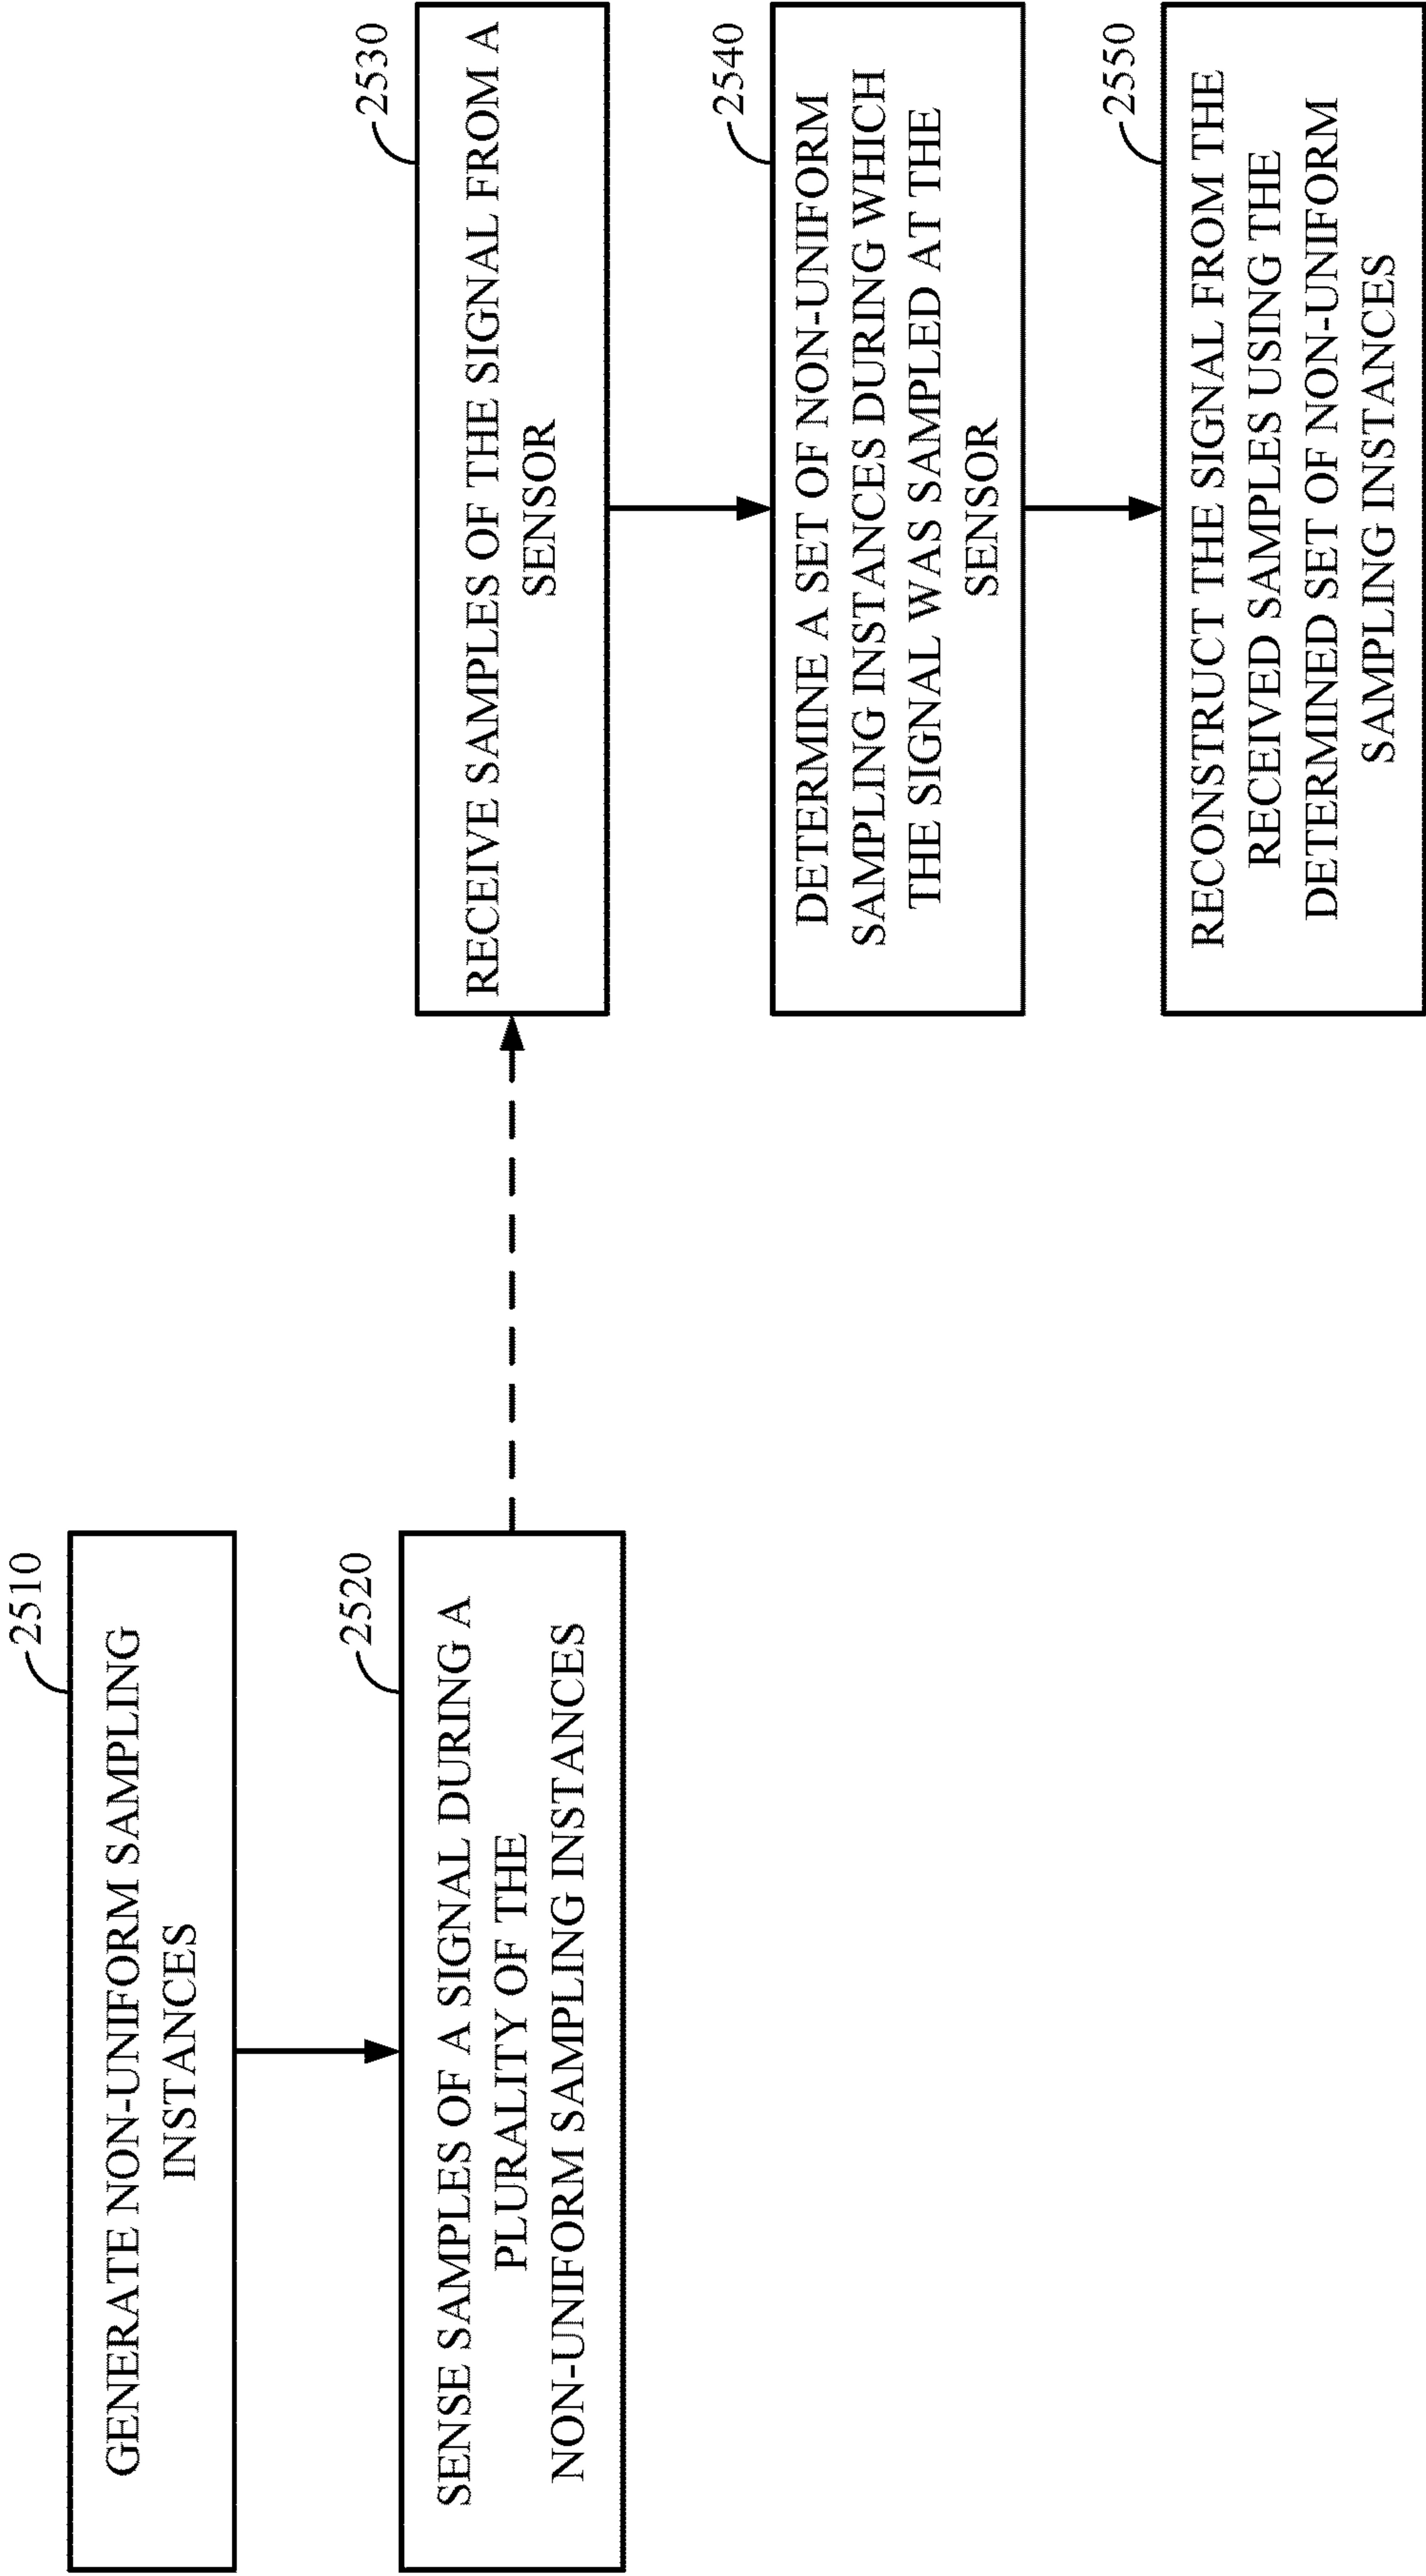 2510
GENERATE NON-UNIFORM SAMPLING
INSTANCES
2520
SENSE SAMPLES OF A SIGNAL DURING A
PLURALITY OF THE
NON-UNIFORM SAMPLING INSTANCES
2530
RECEIVE SAMPLES OF THE SIGNAL FROM A
SENSOR
2540
DETERMINE A SET OF NON-UNIFORM
SAMPLING INSTANCES DURING WHICH
THE SIGNAL WAS SAMPLED AT THE
SENSOR
2550
RECONSTRUCT THE SIGNAL FROM THE
RECEIVED SAMPLES USING THE
DETERMINED SET OF NON-UNIFORM
SAMPLING INSTANCES